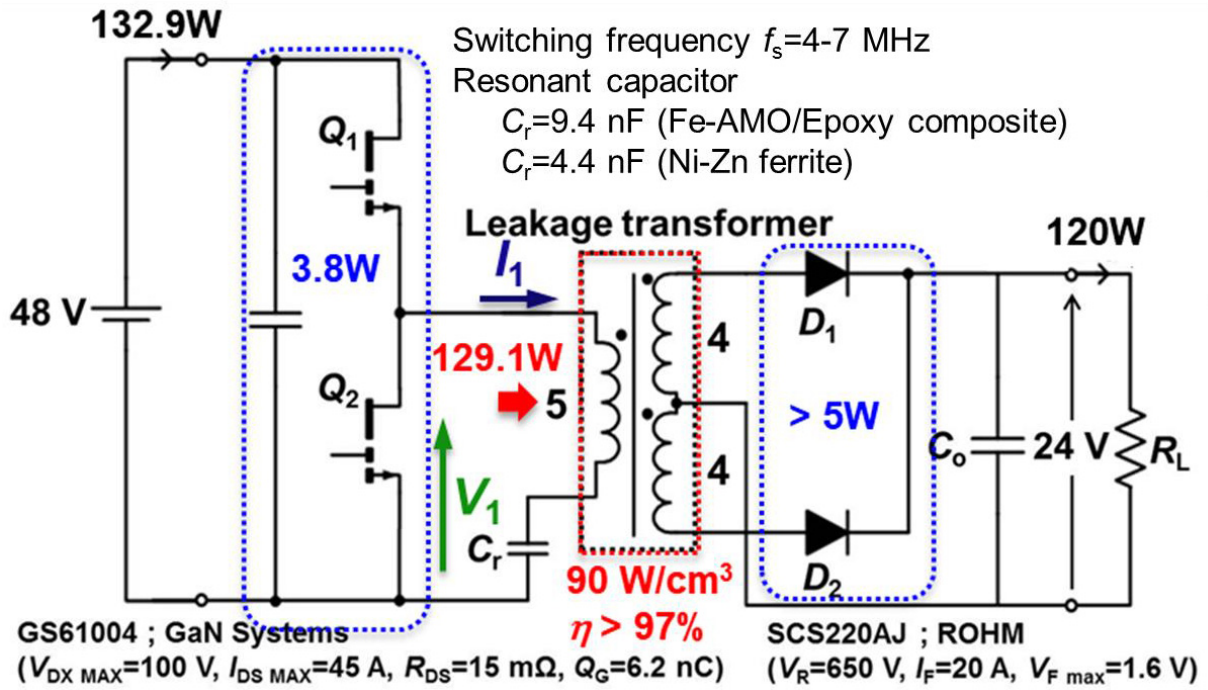 132.9W
Switching frequency fs=4-7 MHz
Resonant capacitor
Cr=9.4 nF (Fe-AMO/Epoxy composite)
Cr=4.4 nF (Ni-Zn ferrite)
Q1
Leakage transformer
120W
3.8W
I1
48 V
D1
4
129.1W
5
Q2
> 5W
Co
24 V
RL
4
V1
Cr
D2
90 W/cm³
η > 97%
GS61004 ; GaN Systems
(VDX MAX=100 V, IDS MAX=45 A, RDS=15 mΩ, QG=6.2 nC)
SCS220AJ ; ROHM
(VR=650 V, IF=20 A, VF max=1.6 V)